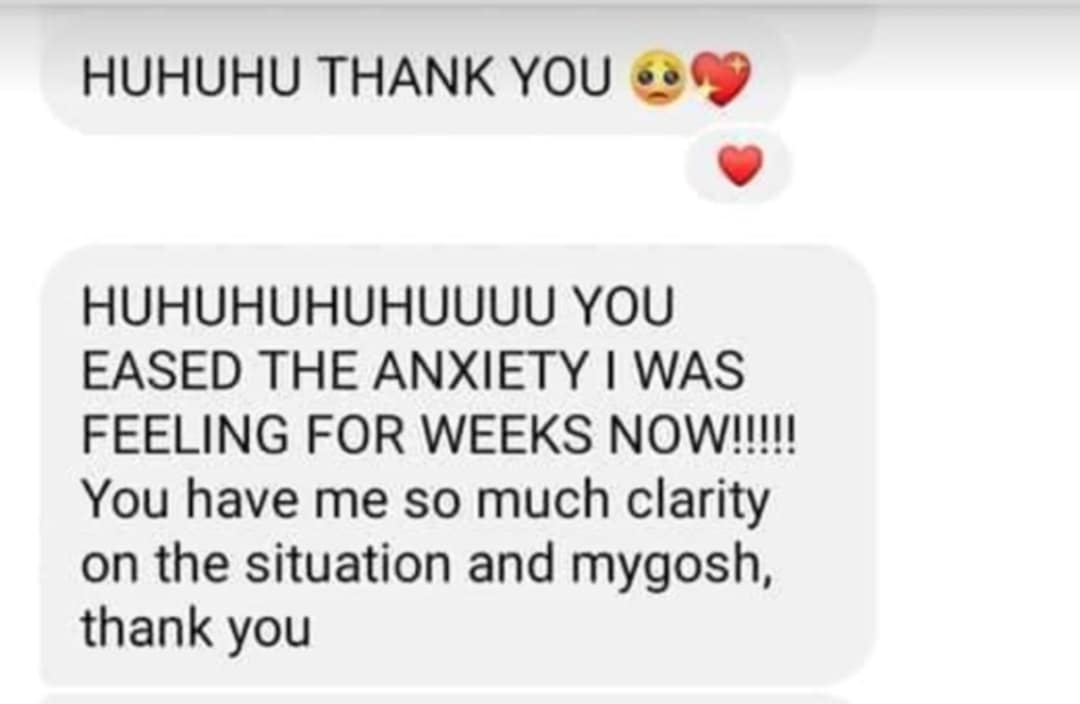 HUHUHU THANK YOU 🥺💖
❤️
HUHUHUHUHUUUU YOU
EASED THE ANXIETY I WAS
FEELING FOR WEEKS NOW!!!!!
You have me so much clarity
on the situation and mygosh,
thank you